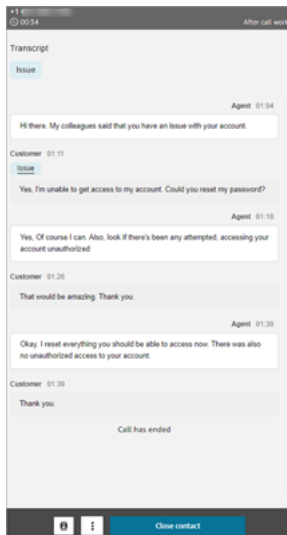 +1
00:54 After call work
Transcript
Issue
Agent 01:04
Hi there. My colleagues said that you have an issue with your account.
Customer 01:11
Issue
Yes, I'm unable to get access to my account. Could you reset my password?
Agent 01:18
Yes, Of course I can. Also, look if there's been any attempted, accessing your
account unauthorized
Customer 01:26
That would be amazing. Thank you.
Agent 01:30
Okay. I reset everything you should be able to access now. There was also
no unauthorized access to your account.
Customer 01:39
Thank you.
Call has ended
Close contact